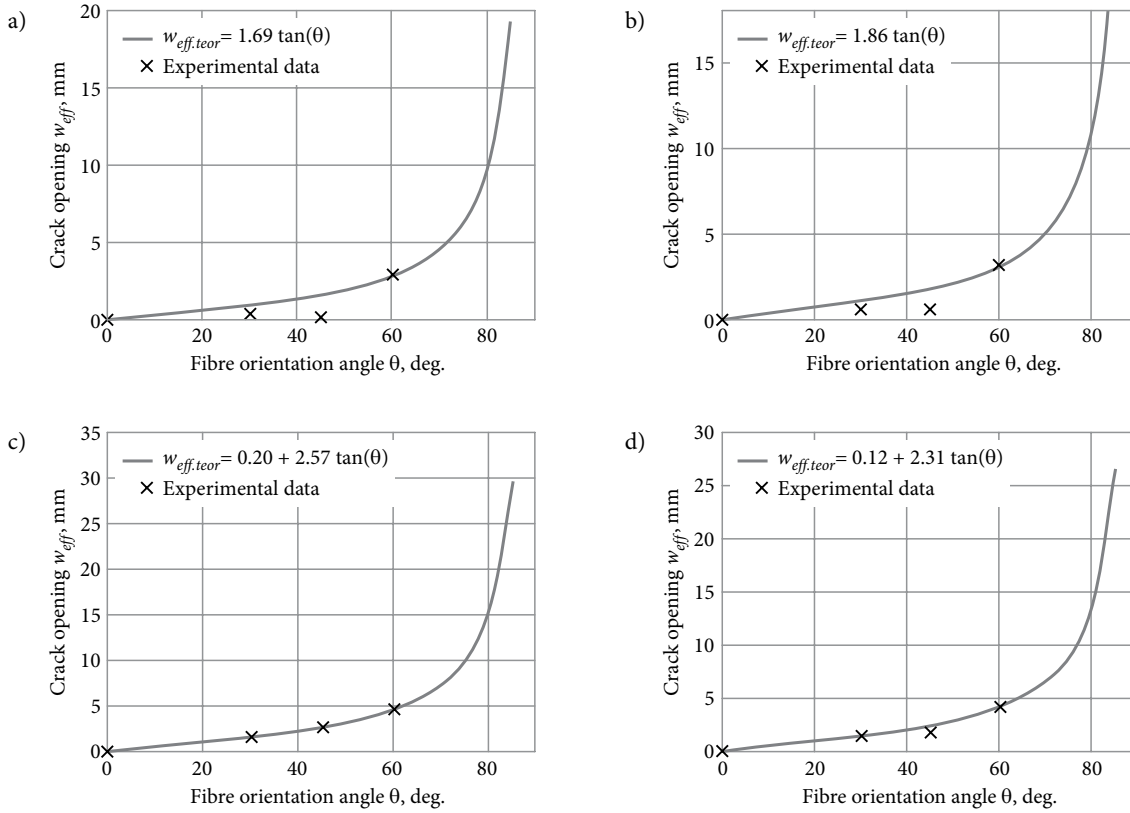 a)
20
15
10
5
0
Crack opening w_eff, mm
w_eff.teor = 1.69 tan(θ)
Experimental data
0 20 40 60 80
Fibre orientation angle θ, deg.
b)
15
10
5
0
Crack opening w_eff, mm
w_eff.teor = 1.86 tan(θ)
Experimental data
0 20 40 60 80
Fibre orientation angle θ, deg.
c)
35
30
25
20
15
10
5
0
Crack opening w_eff, mm
w_eff.teor = 0.20 + 2.57 tan(θ)
Experimental data
0 20 40 60 80
Fibre orientation angle θ, deg.
d)
30
25
20
15
10
5
0
Crack opening w_eff, mm
w_eff.teor = 0.12 + 2.31 tan(θ)
Experimental data
0 20 40 60 80
Fibre orientation angle θ, deg.